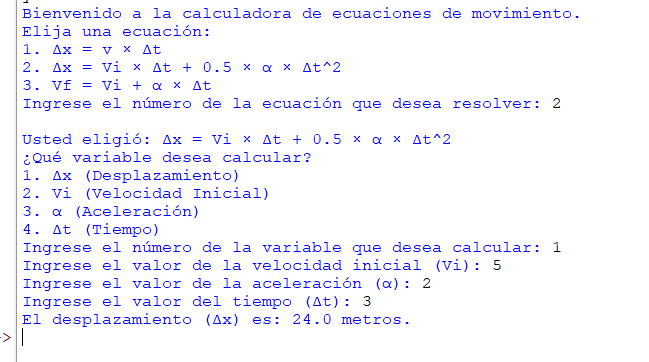 Bienvenido a la calculadora de ecuaciones de movimiento.
Elija una ecuación:
1. Δx = v × Δt
2. Δx = Vi × Δt + 0.5 × α × Δt^2
3. Vf = Vi + α × Δt
Ingrese el número de la ecuación que desea resolver: 2

Usted eligió: Δx = Vi × Δt + 0.5 × α × Δt^2
¿Qué variable desea calcular?
1. Δx (Desplazamiento)
2. Vi (Velocidad Inicial)
3. α (Aceleración)
4. Δt (Tiempo)
Ingrese el número de la variable que desea calcular: 1
Ingrese el valor de la velocidad inicial (Vi): 5
Ingrese el valor de la aceleración (α): 2
Ingrese el valor del tiempo (Δt): 3
El desplazamiento (Δx) es: 24.0 metros.
>